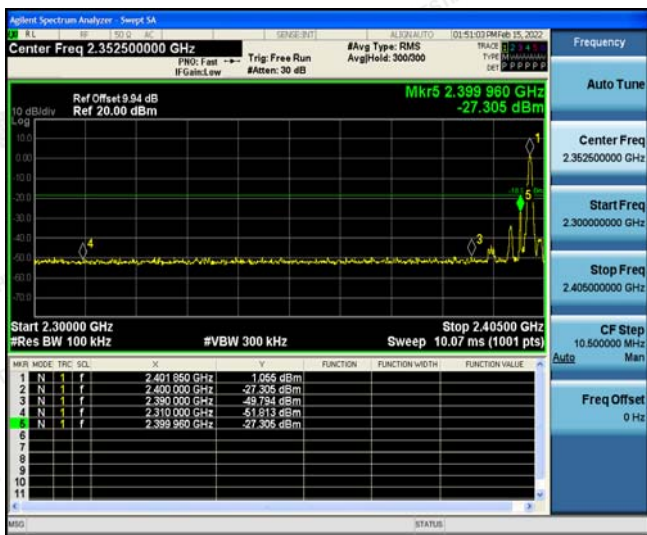 Agilent Spectrum Analyzer - Swept SA
RL RF 50 Ω AC SENSE:INT ALIGN AUTO 01:51:03 PM Feb 15, 2022
Center Freq 2.352500000 GHz
PNO: Fast
IFGain:Low
Trig: Free Run
#Atten: 30 dB
#Avg Type: RMS
Avg|Hold: 300/300
TRACE 1 2 3 4 5 6
TYPE M
DET P P P P P P
Ref Offset 9.94 dB
Ref 20.00 dBm
10 dB/div
Log
Mkr5 2.399 960 GHz
-27.305 dBm
10.0
0.00
-10.0
-20.0
-30.0
-40.0
-50.0
-60.0
-70.0
1
5
3
4
Start 2.30000 GHz
Stop 2.40500 GHz
#Res BW 100 kHz #VBW 300 kHz Sweep 10.07 ms (1001 pts)
MKR MODE TRC SCL X Y FUNCTION FUNCTION WIDTH FUNCTION VALUE
1 N 1 f 2.401 850 GHz 1.055 dBm
2 N 1 f 2.400 000 GHz -27.305 dBm
3 N 1 f 2.390 000 GHz -49.794 dBm
4 N 1 f 2.310 000 GHz -51.813 dBm
5 N 1 f 2.399 960 GHz -27.305 dBm
6
7
8
9
10
11
MSG STATUS
Frequency
Auto Tune
Center Freq
2.352500000 GHz
Start Freq
2.300000000 GHz
Stop Freq
2.405000000 GHz
CF Step
10.500000 MHz
Auto Man
Freq Offset
0 Hz